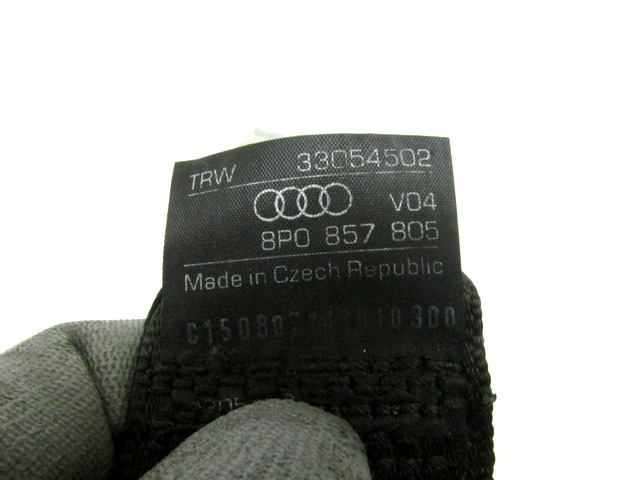 TRW 33054502
V04
8P0 857 805
Made in Czech Republic